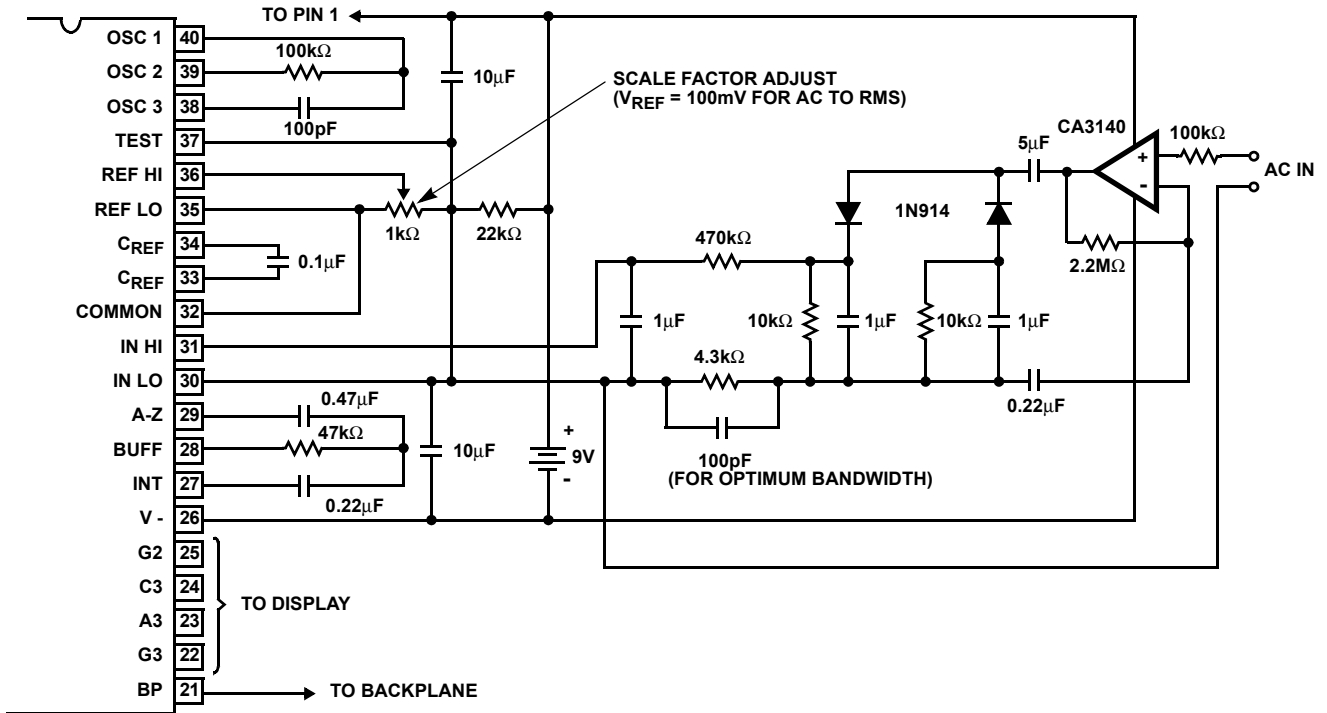 TO PIN 1
OSC 1 40
100kΩ
OSC 2 39
10μF
SCALE FACTOR ADJUST
(VREF = 100mV FOR AC TO RMS)
OSC 3 38
100pF
TEST 37
CA3140
100kΩ
5μF
+
-
AC IN
REF HI 36
REF LO 35
1kΩ
22kΩ
1N914
470kΩ
2.2MΩ
CREF 34
0.1μF
CREF 33
COMMON 32
1μF
10kΩ
1μF
10kΩ
1μF
IN HI 31
4.3kΩ
IN LO 30
0.22μF
0.47μF
A-Z 29
47kΩ
BUFF 28
10μF
+
9V
-
100pF
(FOR OPTIMUM BANDWIDTH)
INT 27
0.22μF
V - 26
G2 25
C3 24
TO DISPLAY
A3 23
G3 22
BP 21
TO BACKPLANE